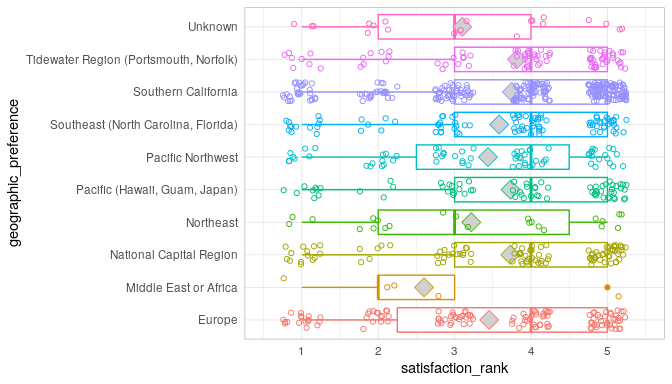 geographic_preference
Unknown
Tidewater Region (Portsmouth, Norfolk)
Southern California
Southeast (North Carolina, Florida)
Pacific Northwest
Pacific (Hawaii, Guam, Japan)
Northeast
National Capital Region
Middle East or Africa
Europe
1 2 3 4 5
satisfaction_rank